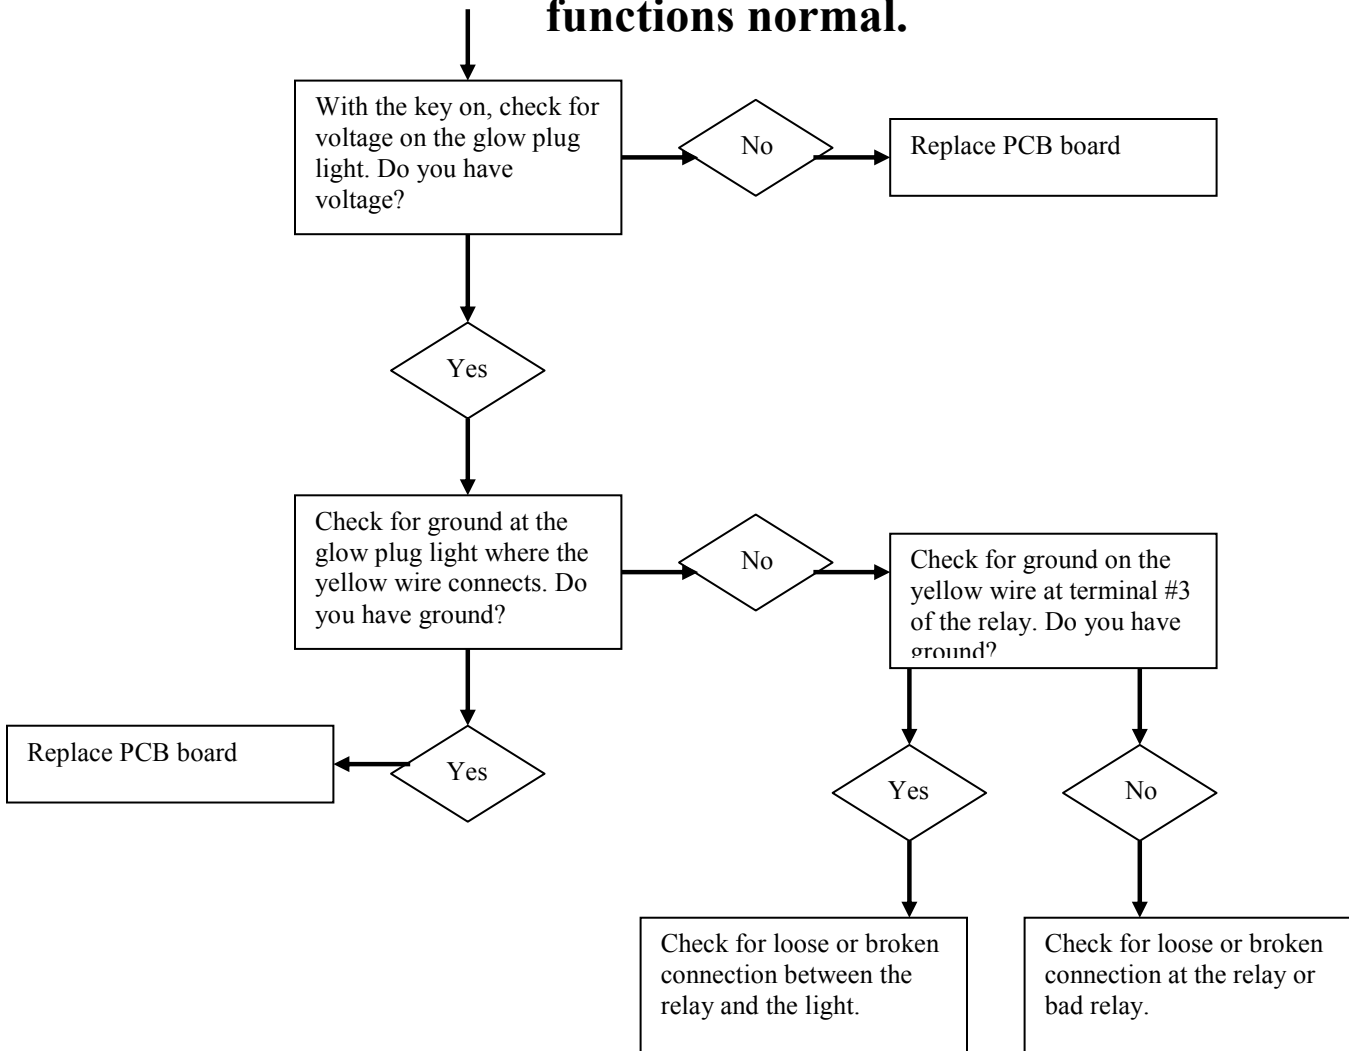 functions normal.
With the key on, check for
voltage on the glow plug
light. Do you have
voltage?
No
Replace PCB board
Yes
Check for ground at the
glow plug light where the
yellow wire connects. Do
you have ground?
No
Check for ground on the
yellow wire at terminal #3
of the relay. Do you have
ground?
Replace PCB board
Yes
Yes
No
Check for loose or broken
connection between the
relay and the light.
Check for loose or broken
connection at the relay or
bad relay.